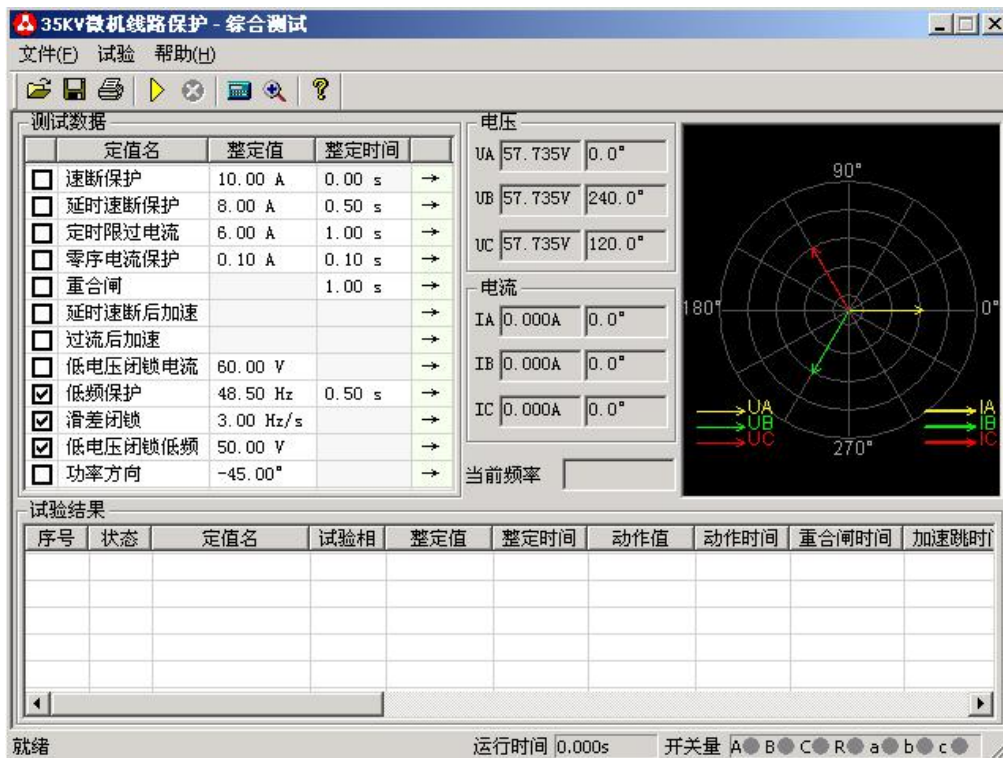 35KV微机线路保护 - 综合测试
文件(F) 试验 帮助(H)
测试数据
定值名 整定值 整定时间
速断保护 10.00 A 0.00 s →
延时速断保护 8.00 A 0.50 s →
定时限过电流 6.00 A 1.00 s →
零序电流保护 0.10 A 0.10 s →
重合闸 1.00 s →
延时速断后加速 →
过流后加速 →
低电压闭锁电流 60.00 V →
低频保护 48.50 Hz 0.50 s →
滑差闭锁 3.00 Hz/s →
低电压闭锁低频 50.00 V →
功率方向 -45.00° →
电压
UA 57.735V 0.0°
UB 57.735V 240.0°
UC 57.735V 120.0°
电流
IA 0.000A 0.0°
IB 0.000A 0.0°
IC 0.000A 0.0°
当前频率
90°
180° 0°
270°
UA IA
UB IB
UC IC
试验结果
序号 状态 定值名 试验相 整定值 整定时间 动作值 动作时间 重合闸时间 加速跳时
就绪 运行时间 0.000s 开关量 A B C R a b c